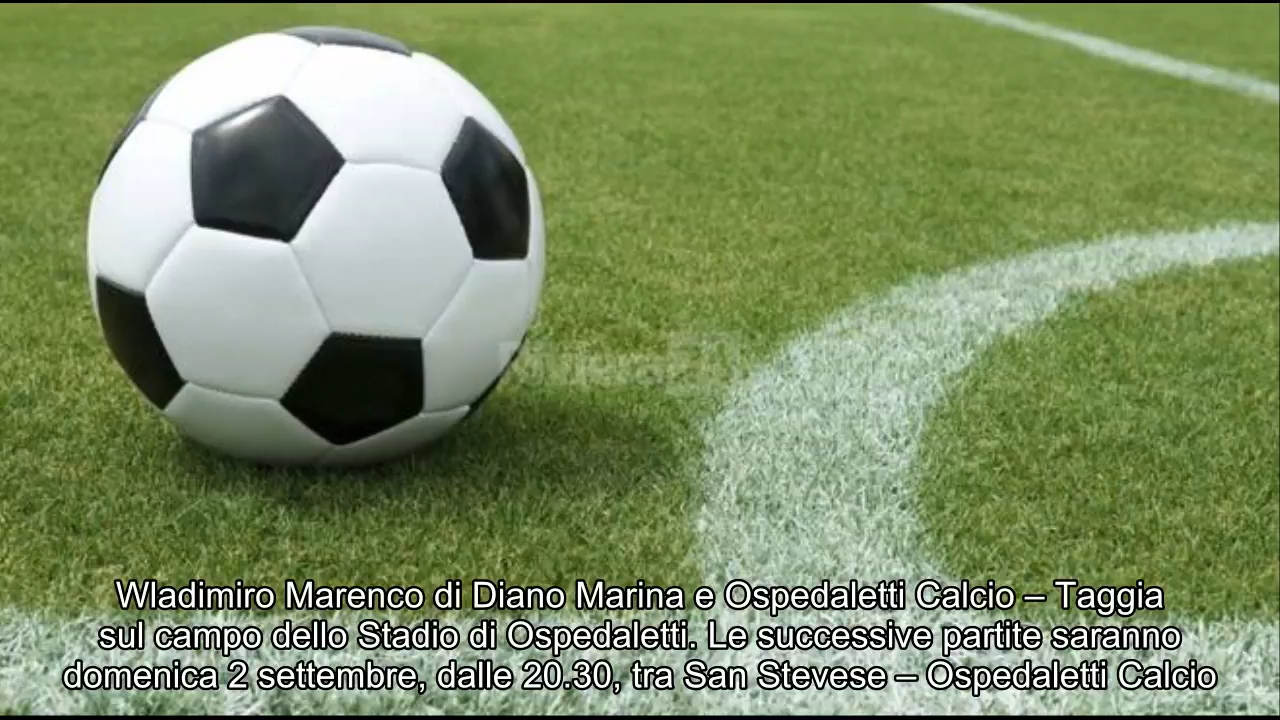 Wladimiro Marenco di Diano Marina e Ospedaletti Calcio – Taggia
sul campo dello Stadio di Ospedaletti. Le successive partite saranno
domenica 2 settembre, dalle 20.30, tra San Stevese – Ospedaletti Calcio